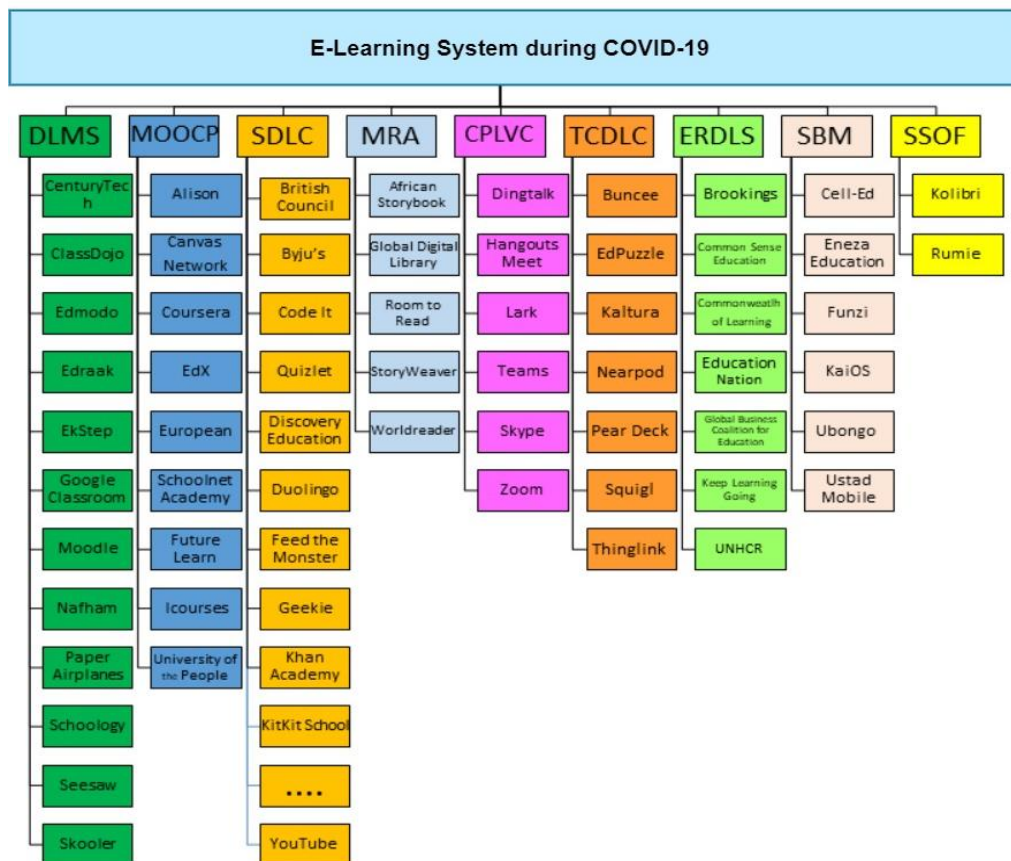 E-Learning System during COVID-19
DLMS
CenturyTec
h
ClassDojo
Edmodo
Edraak
EkStep
Google
Classroom
Moodle
Nafham
Paper
Airplanes
Schoology
Seesaw
Skooler
MOOCP
Alison
Canvas
Network
Coursera
EdX
European
Schoolnet
Academy
Future
Learn
Icourses
University of
the People
SDLC
British
Council
Byju's
Code It
Quizlet
Discovery
Education
Duolingo
Feed the
Monster
Geekie
Khan
Academy
KitKit School
....
YouTube
MRA
African
Storybook
Global Digital
Library
Room to
Read
StoryWeaver
Worldreader
CPLVC
Dingtalk
Hangouts
Meet
Lark
Teams
Skype
Zoom
TCDLC
Buncee
EdPuzzle
Kaltura
Nearpod
Pear Deck
Squigl
Thinglink
ERDLS
Brookings
Common Sense
Education
Commonweatlh
of Learning
Education
Nation
Global Business
Coalition for
Education
Keep Learning
Going
UNHCR
SBM
Cell-Ed
Eneza
Education
Funzi
KaiOS
Ubongo
Ustad
Mobile
SSOF
Kolibri
Rumie